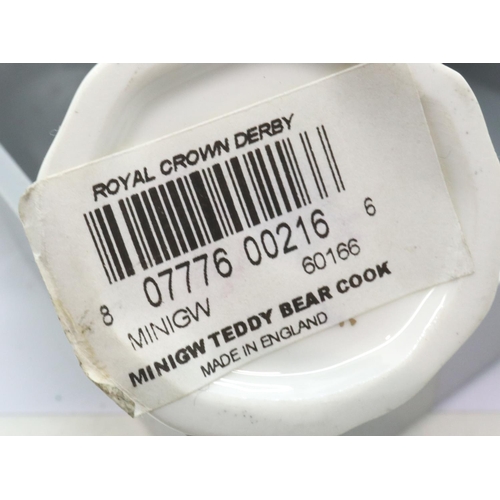 ROYAL CROWN DERBY
8 07776 00216 6
MINIGW 60166
MINIGW TEDDY BEAR COOK
MADE IN ENGLAND